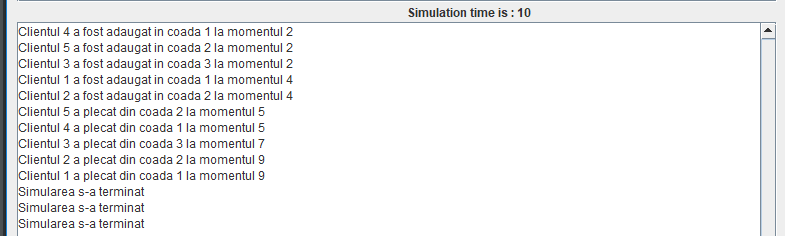 Simulation time is : 10
Clientul 4 a fost adaugat in coada 1 la momentul 2
Clientul 5 a fost adaugat in coada 2 la momentul 2
Clientul 3 a fost adaugat in coada 3 la momentul 2
Clientul 1 a fost adaugat in coada 1 la momentul 4
Clientul 2 a fost adaugat in coada 2 la momentul 4
Clientul 5 a plecat din coada 2 la momentul 5
Clientul 4 a plecat din coada 1 la momentul 5
Clientul 3 a plecat din coada 3 la momentul 7
Clientul 2 a plecat din coada 2 la momentul 9
Clientul 1 a plecat din coada 1 la momentul 9
Simularea s-a terminat
Simularea s-a terminat
Simularea s-a terminat